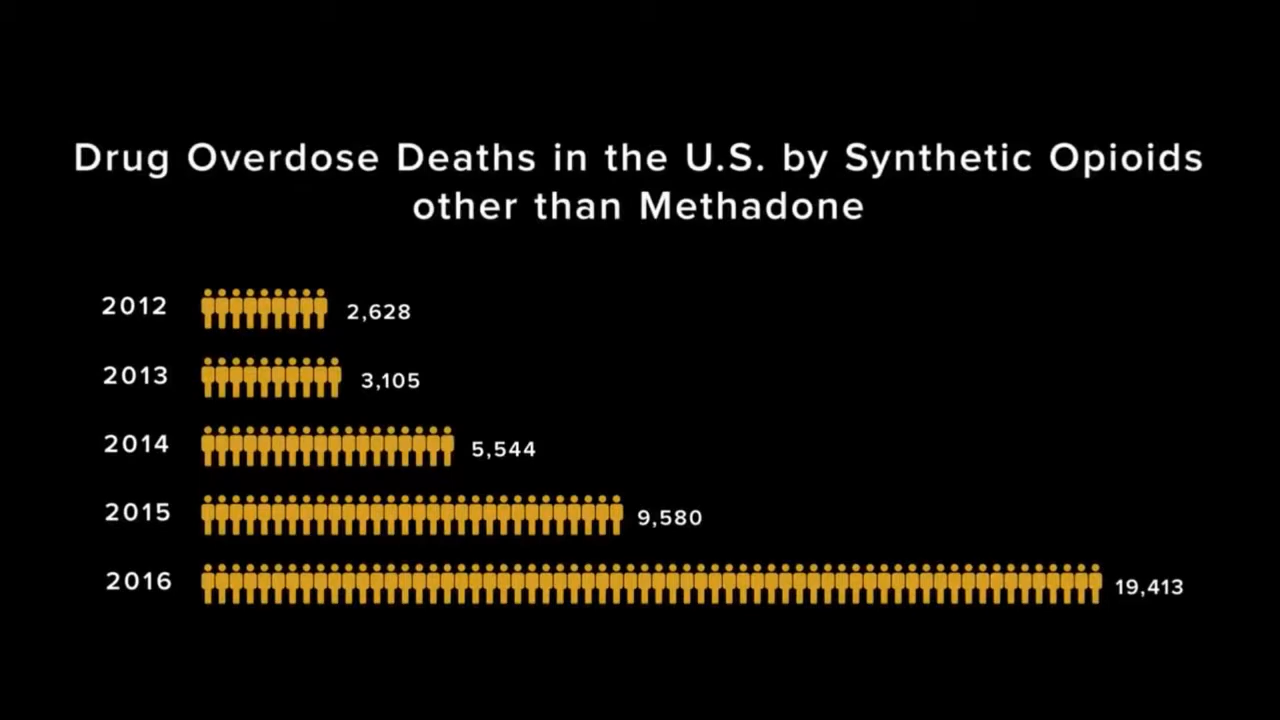 Drug Overdose Deaths in the U.S. by Synthetic Opioids
other than Methadone
2012 2,628
2013 3,105
2014 5,544
2015 9,580
2016 19,413